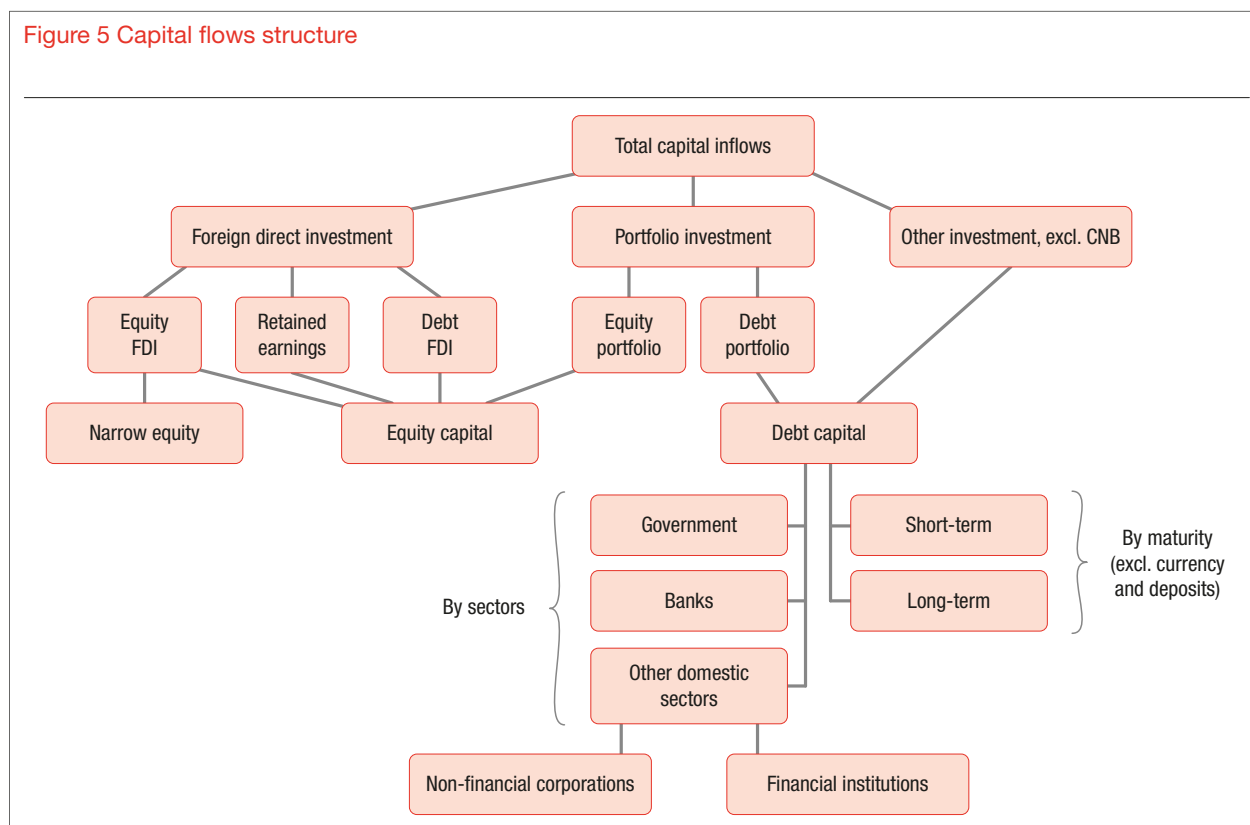 Figure 5 Capital flows structure
Total capital inflows
Foreign direct investment
Portfolio investment
Other investment, excl. CNB
Equity
FDI
Retained
earnings
Debt
FDI
Equity
portfolio
Debt
portfolio
Narrow equity
Equity capital
Debt capital
By sectors
Government
Banks
Other domestic
sectors
Short-term
Long-term
By maturity
(excl. currency
and deposits)
Non-financial corporations
Financial institutions